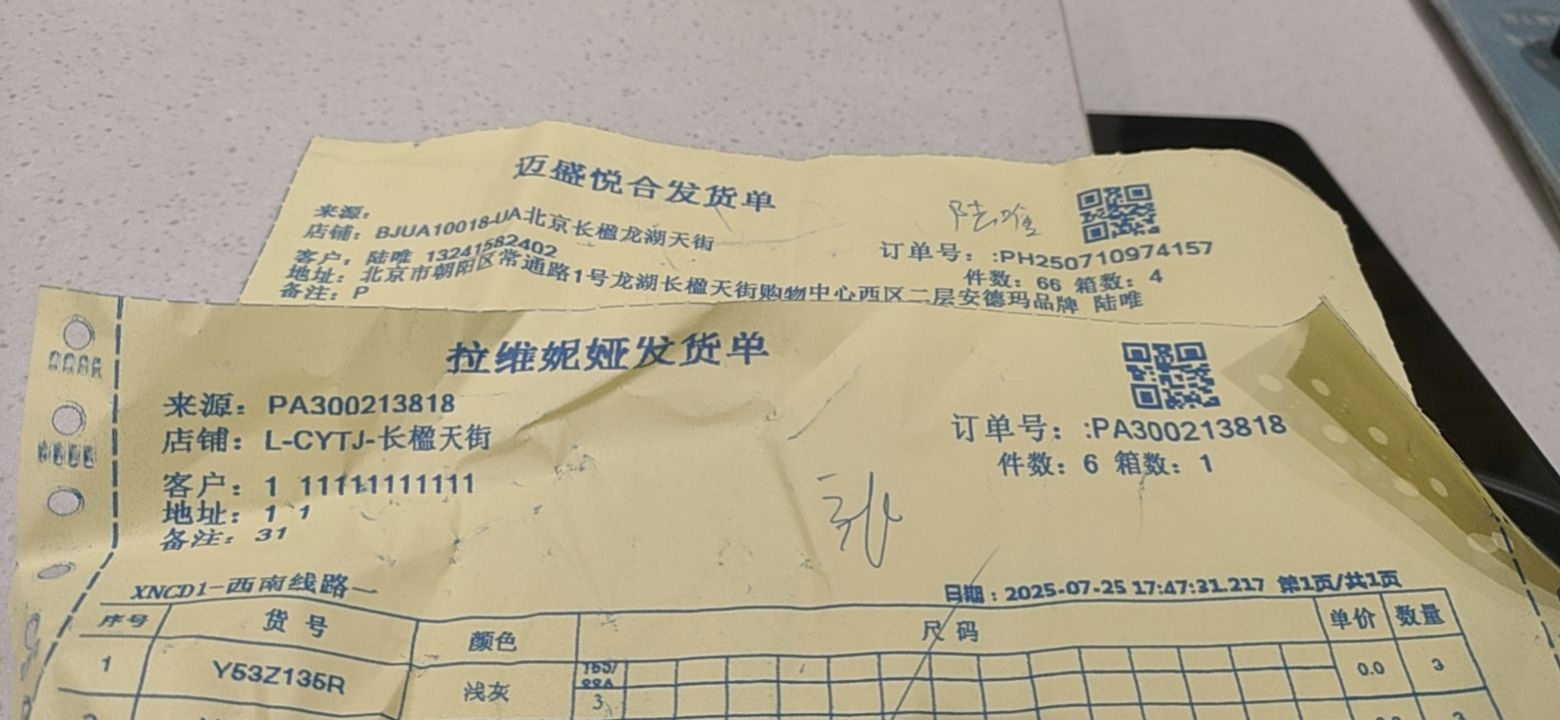 迈盛悦合发货单
陆唯
来源:
店铺: BJUA10018-UA北京长楹龙湖天街
订单号: :PH250710974157
客户: 陆唯 13241582402
件数: 66 箱数: 4
地址: 北京市朝阳区常通路1号龙湖长楹天街购物中心西区二层安德玛品牌 陆唯
备注: P
拉维妮娅发货单
来源: PA300213818
订单号: :PA300213818
店铺: L-CYTJ-长楹天街
件数: 6 箱数: 1
客户: 1 11111111111
地址: 1 1
备注: 31
XNCD1-西南线路一
日期: 2025-07-25 17:47:31.217 第1页/共1页
序号 货号 颜色 尺码 单价 数量
1 Y53Z135R 浅灰 165/88A 3 0.0 3